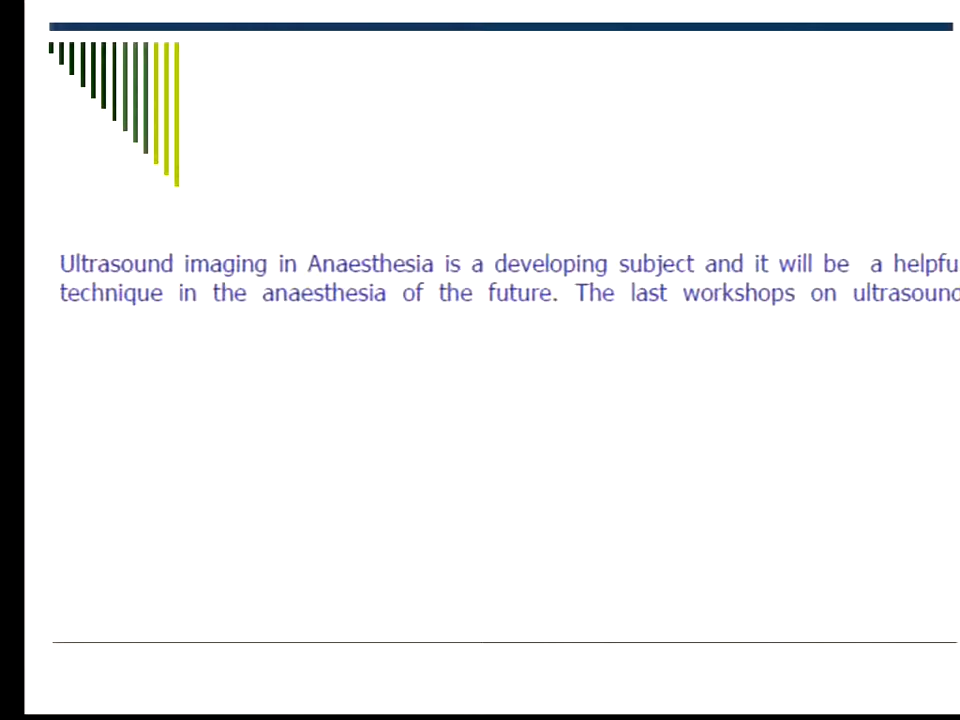 Ultrasound imaging in Anaesthesia is a developing subject and it will be a helpfu
technique in the anaesthesia of the future. The last workshops on ultrasound